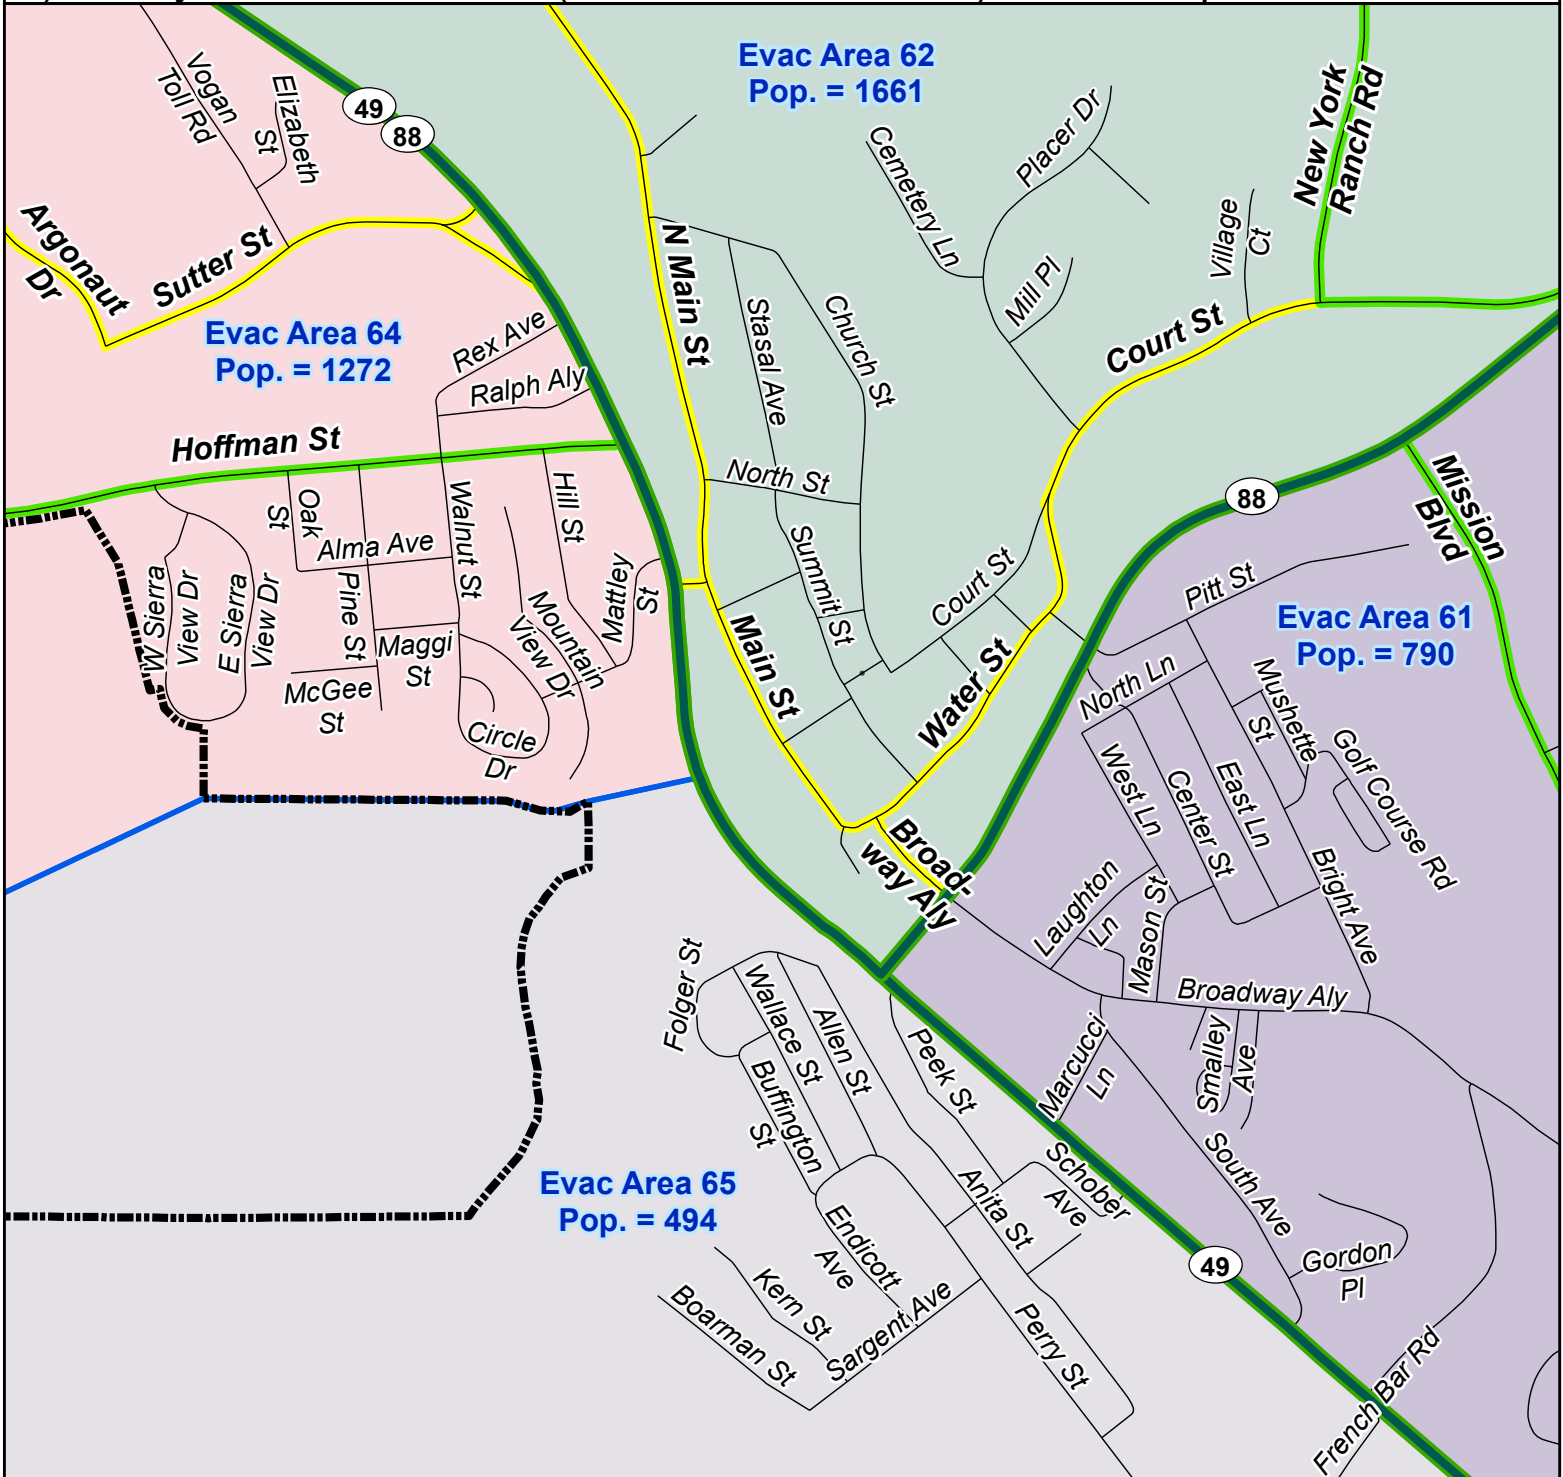 Evac Area 62
Pop. = 1661
New York
Ranch Rd
Vogan
Toll Rd
Elizabeth
St
49
88
Placer Dr
Cemetery Ln
Village
Ct
Argonaut
Dr
Sutter St
N Main St
Mill Pl
Court St
Evac Area 64
Pop. = 1272
Rex Ave
Ralph Aly
Stasal Ave
Church St
Hoffman St
North St
88
Mission
Blvd
Oak
St
Walnut St
Hill St
Alma Ave
Pine St
Mattley
St
Summit St
Court St
Pitt St
Evac Area 61
Pop. = 790
W Sierra
View Dr
E Sierra
View Dr
Maggi
St
McGee
St
Mountain
View Dr
Circle
Dr
Main St
Water St
North Ln
Mushette
St
Golf Course Rd
West Ln
Center St
East Ln
Broad-
way Aly
Laughton
Ln
Mason St
Bright Ave
Broadway Aly
Folger St
Wallace St
Allen St
Peek St
Marcucci
Ln
Smalley
Ave
Buffington
St
Evac Area 65
Pop. = 494
Schober
Ave
Anita St
South Ave
Endicott
Ave
49
Gordon
Pl
Kern St
Boarman St
Sargent Ave
Perry St
French Bar Rd